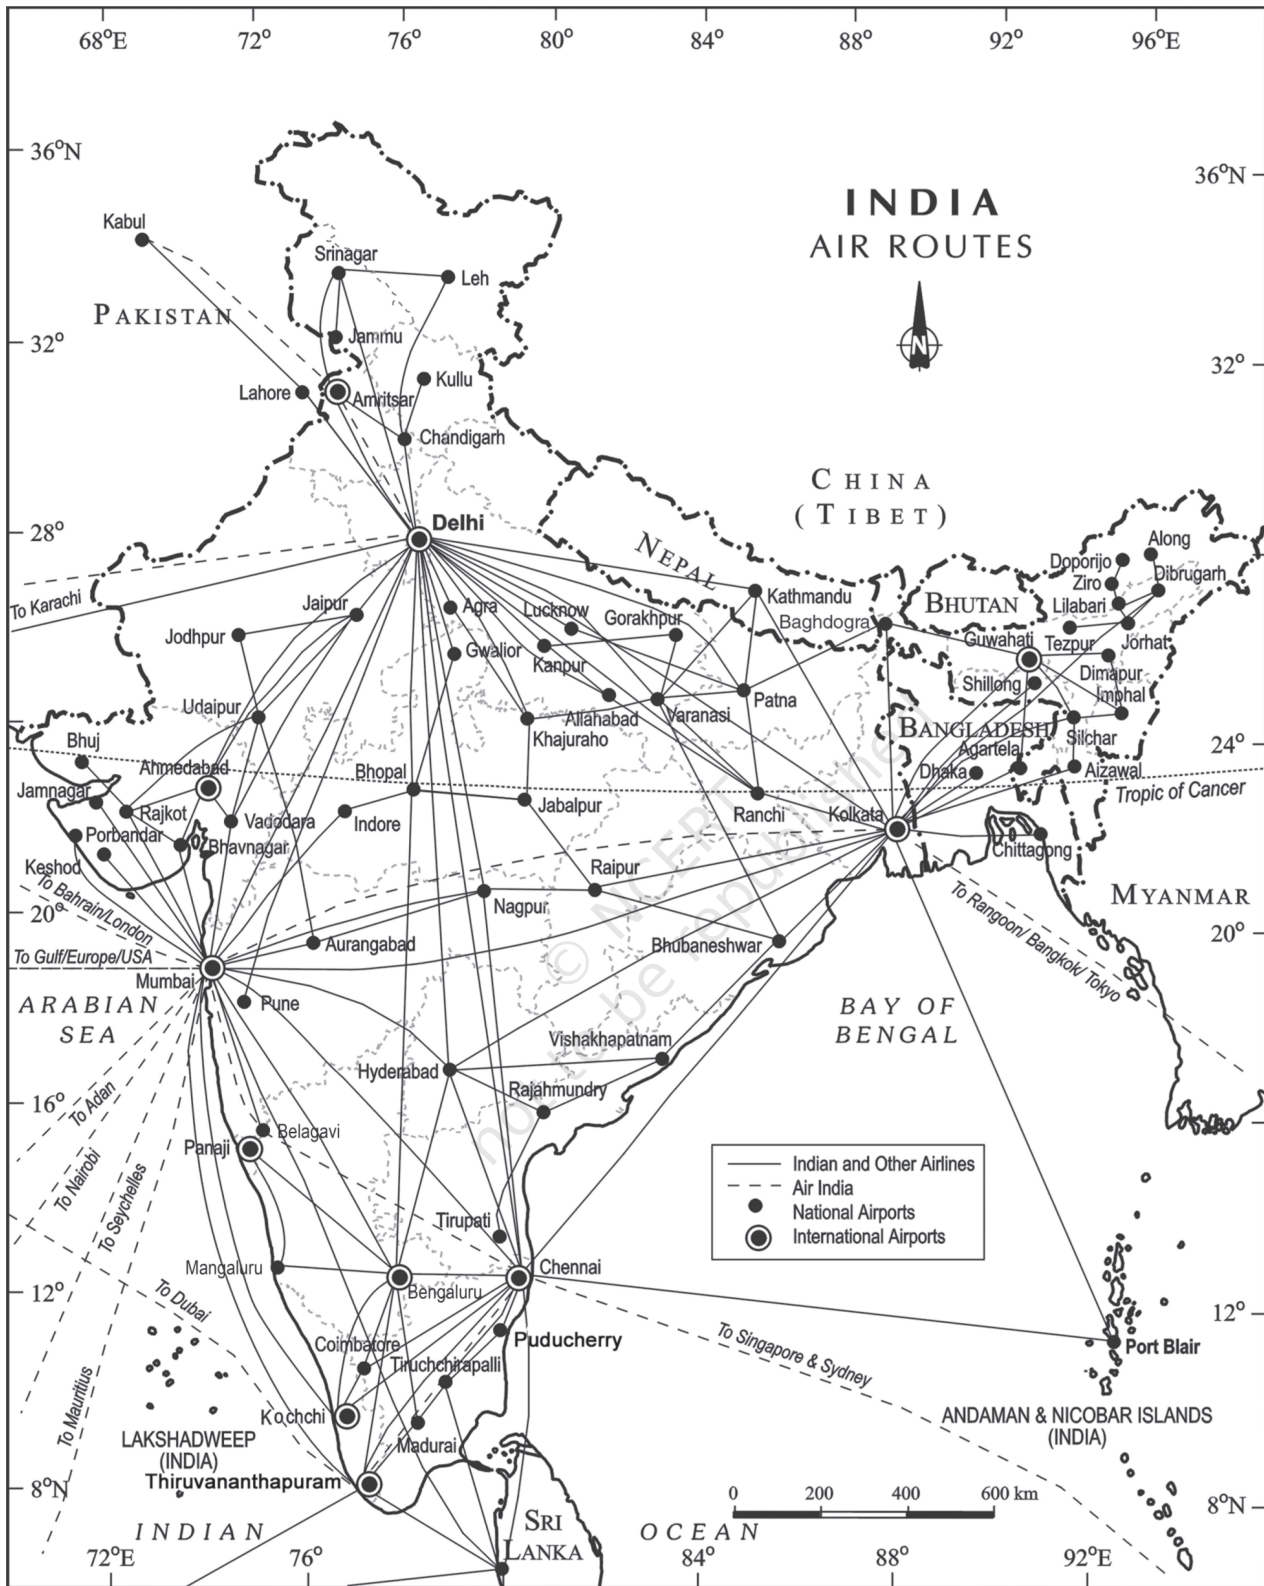 68°E 72° 76° 80° 84° 88° 92° 96°E
36°N
36°N
INDIA
AIR ROUTES
Kabul
Srinagar
Leh
PAKISTAN
Jammu
N
32°
32°
Kullu
Lahore
Amritsar
Chandigarh
CHINA
(TIBET)
Delhi
28°
NEPAL
Along
Doporijo
Ziro
Dibrugarh
To Karachi
Jaipur
Agra
Lucknow
Gorakhpur
Kathmandu
BHUTAN
Lilabari
Baghdogra
Jodhpur
Gwalior
Kanpur
Guwahati
Tezpur
Jorhat
Shillong
Dimapur
Imphal
Udaipur
Allahabad
Varanasi
Patna
BANGLADESH
Khajuraho
Silchar
24°
Bhuj
Ahmedabad
Bhopal
Agartela
Dhaka
Aizawal
Jamnagar
Rajkot
Vadodara
Indore
Jabalpur
Ranchi
Kolkata
Tropic of Cancer
Porbandar
Bhavnagar
Chittagong
Keshod
Raipur
To Bahrain/London
Nagpur
To Rangoon/ Bangkok/ Tokyo
MYANMAR
20°
20°
Aurangabad
Bhubaneshwar
To Gulf/Europe/USA
Mumbai
Pune
ARABIAN
SEA
BAY OF
BENGAL
© NCERT
not to be republished
Vishakhapatnam
Hyderabad
Rajahmundry
16°
To Adan
Belagavi
Panaji
To Nairobi
To Seychelles
Indian and Other Airlines
Air India
National Airports
International Airports
Tirupati
Mangaluru
Bengaluru
Chennai
12°
12°
To Dubai
Coimbatore
Puducherry
Tiruchchirapalli
To Singapore & Sydney
Port Blair
To Mauritius
Kochchi
Madurai
LAKSHADWEEP
(INDIA)
ANDAMAN & NICOBAR ISLANDS
(INDIA)
Thiruvananthapuram
8°N
8°N
0 200 400 600 km
INDIAN
SRI
LANKA
OCEAN
72°E 76° 84° 88° 92°E